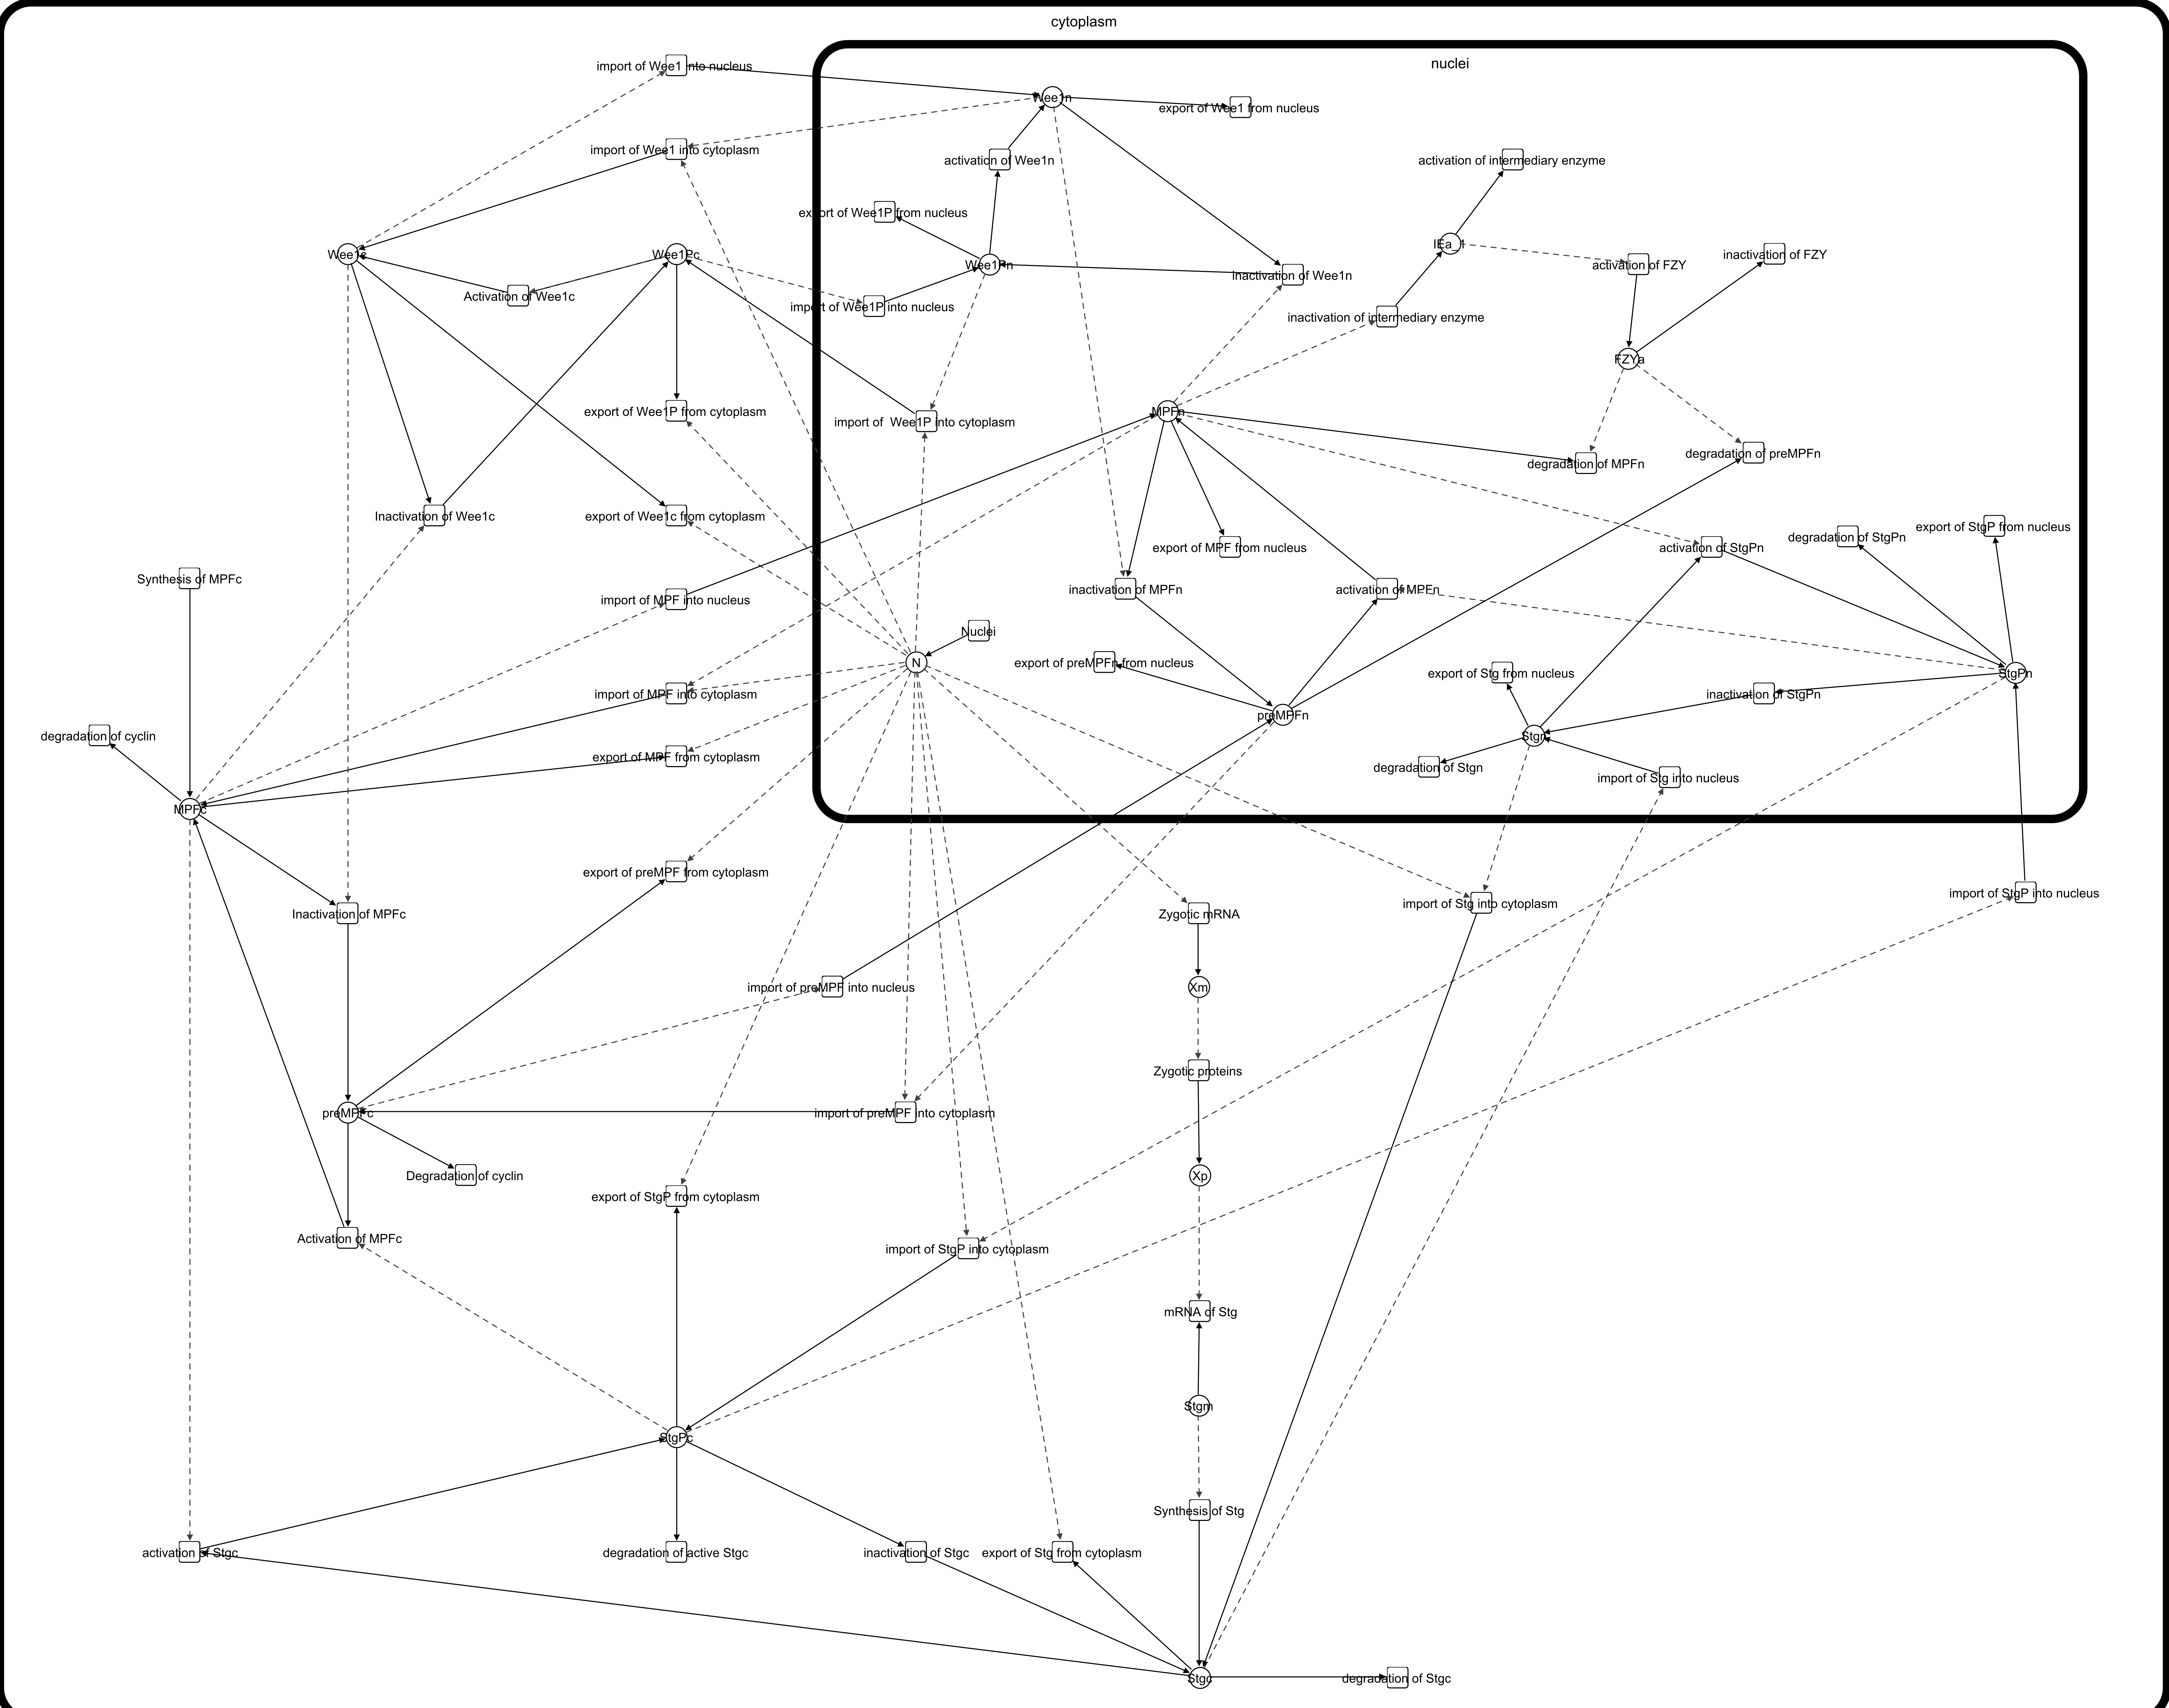 cytoplasm
nuclei
import of Wee1 into nucleus
Wee1n
export of Wee1 from nucleus
import of Wee1 into cytoplasm
activation of Wee1n
activation of intermediary enzyme
export of Wee1P from nucleus
IEa_1
Wee1c
Wee1Pc
inactivation of FZY
Wee1Pn
activation of FZY
inactivation of Wee1n
Activation of Wee1c
import of Wee1P into nucleus
inactivation of intermediary enzyme
FZYa
export of Wee1P from cytoplasm
MPFn
import of  Wee1P into cytoplasm
degradation of preMPFn
degradation of MPFn
Inactivation of Wee1c
export of Wee1c from cytoplasm
export of StgP from nucleus
degradation of StgPn
export of MPF from nucleus
activation of StgPn
Synthesis of MPFc
inactivation of MPFn
activation of MPFn
import of MPF into nucleus
Nuclei
N
export of preMPFn from nucleus
export of Stg from nucleus
StgPn
import of MPF into cytoplasm
inactivation of StgPn
preMPFn
degradation of cyclin
Stgn
export of MPF from cytoplasm
degradation of Stgn
import of Stg into nucleus
MPFc
export of preMPF from cytoplasm
import of StgP into nucleus
import of Stg into cytoplasm
Inactivation of MPFc
Zygotic mRNA
import of preMPF into nucleus
Xm
Zygotic proteins
preMPFc
import of preMPF into cytoplasm
Degradation of cyclin
Xp
export of StgP from cytoplasm
Activation of MPFc
import of StgP into cytoplasm
mRNA of Stg
Stgm
StgPc
Synthesis of Stg
activation of Stgc
degradation of active Stgc
inactivation of Stgc
export of Stg from cytoplasm
Stgc
degradation of Stgc